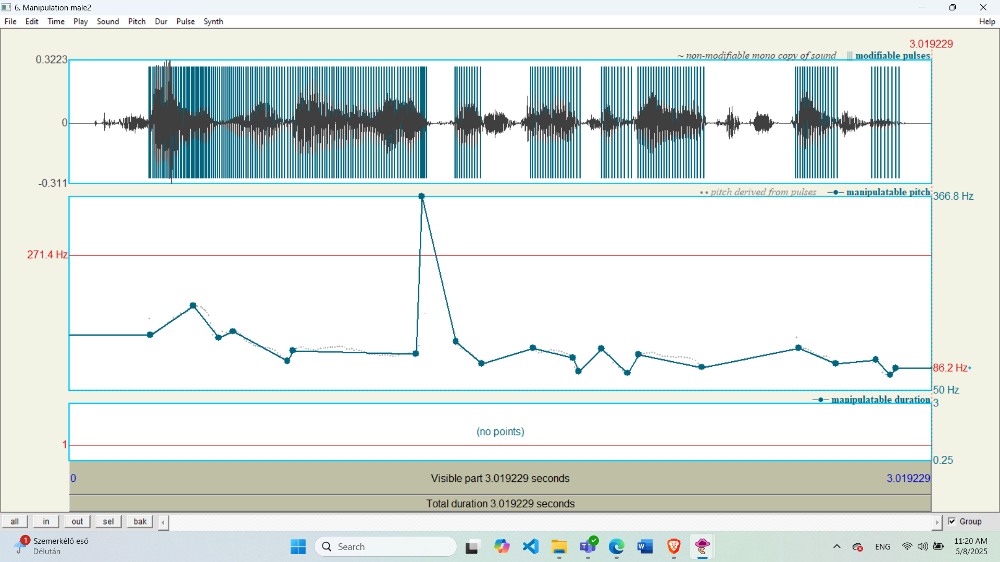 6. Manipulation male2
File Edit Time Play Sound Pitch Dur Pulse Synth Help
3.019229
~ non-modifiable mono copy of sound ||| modifiable pulses
0.3223
0
-0.311
•• pitch derived from pulses –●– manipulatable pitch
366.8 Hz
271.4 Hz
86.2 Hz
50 Hz
–●– manipulatable duration
3
(no points)
1
0.25
0 Visible part 3.019229 seconds 3.019229
Total duration 3.019229 seconds
all in out sel bak Group
1 Szemerkélő eső
Délután
Search
ENG
11:20 AM
5/8/2025